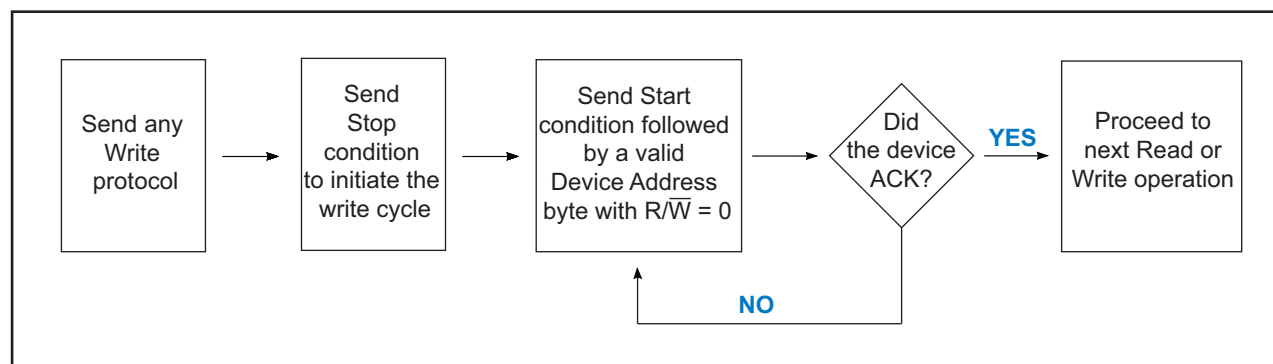 Send any
Write
protocol
Send
Stop
condition
to initiate the
write cycle
Send Start
condition followed
by a valid
Device Address
byte with R/W̅ = 0
Did
the device
ACK?
YES
Proceed to
next Read or
Write operation
NO